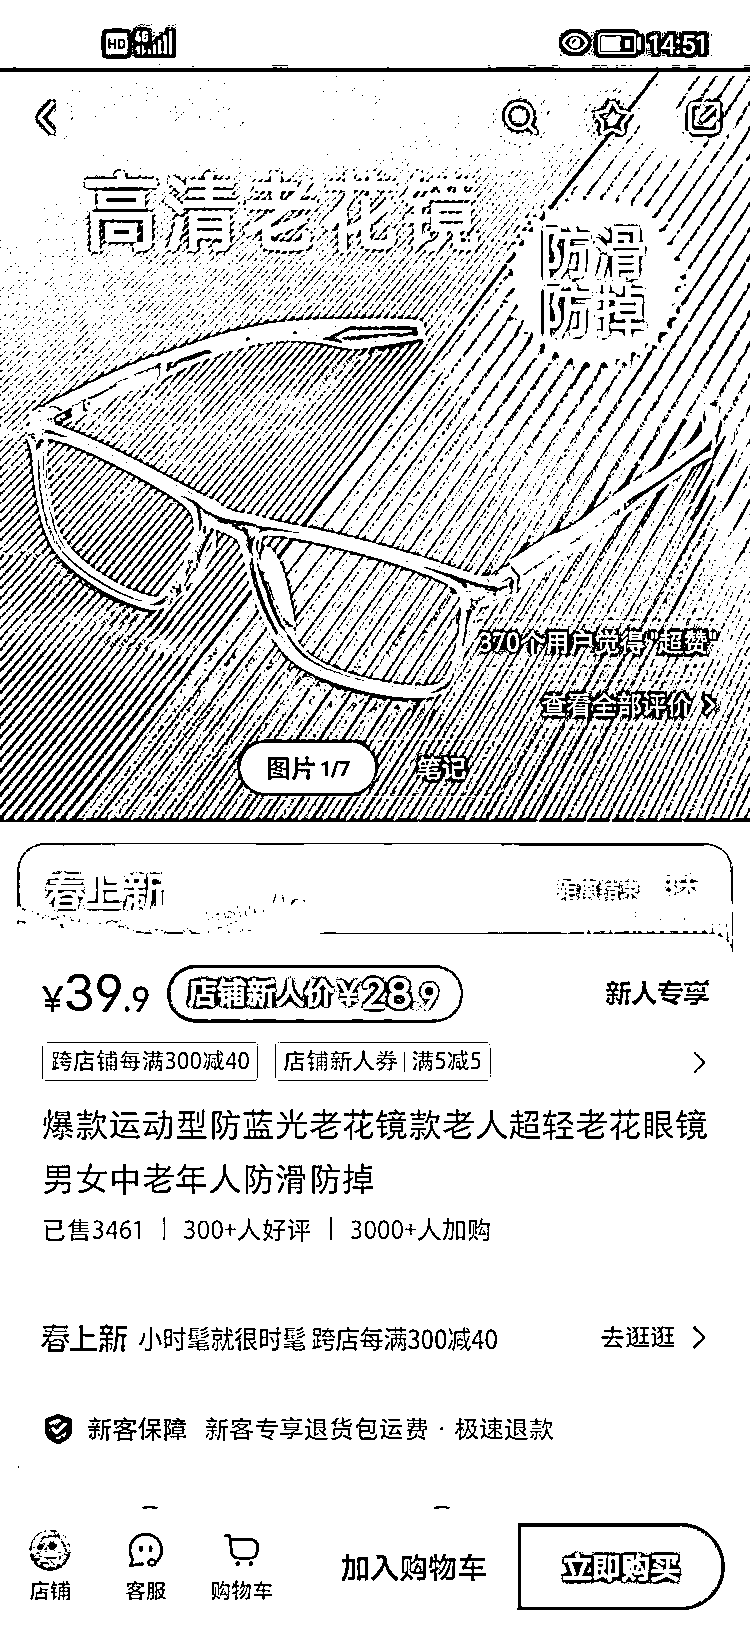 HD 4G 14:51
高清老花镜
防滑
防掉
370个用户觉得"超赞"
查看全部评价
图片 1/7 笔记
春上新 距离结束
¥39.9 店铺新人价¥28.9 新人专享
跨店铺每满300减40 店铺新人券 | 满5减5
爆款运动型防蓝光老花镜款老人超轻老花眼镜
男女中老年人防滑防掉
已售3461 | 300+人好评 | 3000+人加购
春上新 小时髦就很时髦 跨店每满300减40 去逛逛
新客保障 新客专享退货包运费 · 极速退款
店铺 客服 购物车 加入购物车 立即购买